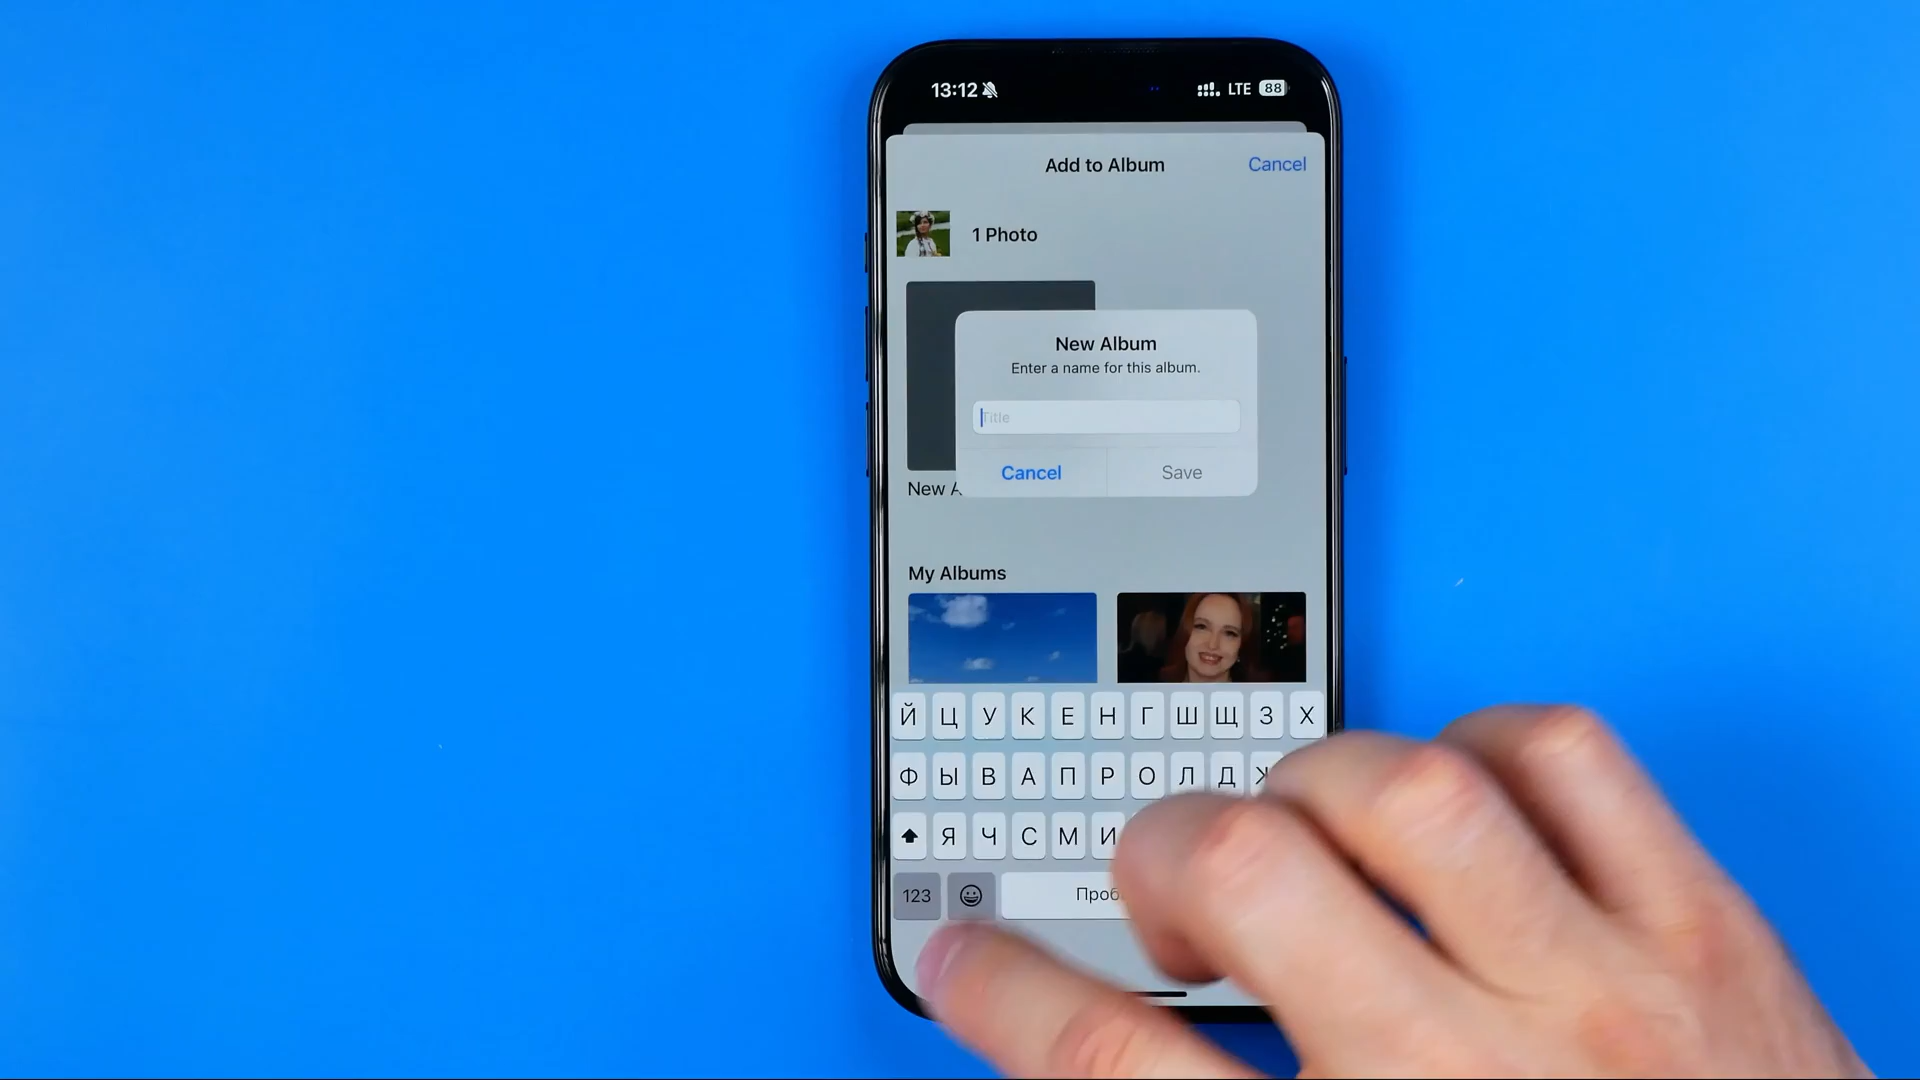 13:12 LTE 88
Add to Album Cancel
1 Photo
New Album
Enter a name for this album.
Title
Cancel Save
New
My Albums
Й Ц У К Е Н Г Ш Щ З Х
Ф Ы В А П Р О Л Д Ж
Я Ч С М И
123